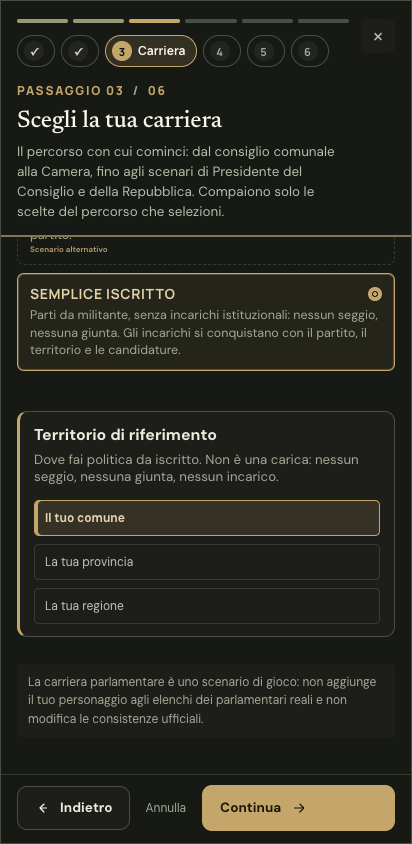 ✓ ✓ 3 Carriera 4 5 6
×
PASSAGGIO 03 / 06
Scegli la tua carriera
Il percorso con cui cominci: dal consiglio comunale
alla Camera, fino agli scenari di Presidente del
Consiglio e della Repubblica. Compaiono solo le
scelte del percorso che selezioni.
partito.
Scenario alternativo
SEMPLICE ISCRITTO
Parti da militante, senza incarichi istituzionali: nessun seggio,
nessuna giunta. Gli incarichi si conquistano con il partito, il
territorio e le candidature.
Territorio di riferimento
Dove fai politica da iscritto. Non è una carica: nessun
seggio, nessuna giunta, nessun incarico.
Il tuo comune
La tua provincia
La tua regione
La carriera parlamentare è uno scenario di gioco: non aggiunge
il tuo personaggio agli elenchi dei parlamentari reali e non
modifica le consistenze ufficiali.
← Indietro
Annulla
Continua →